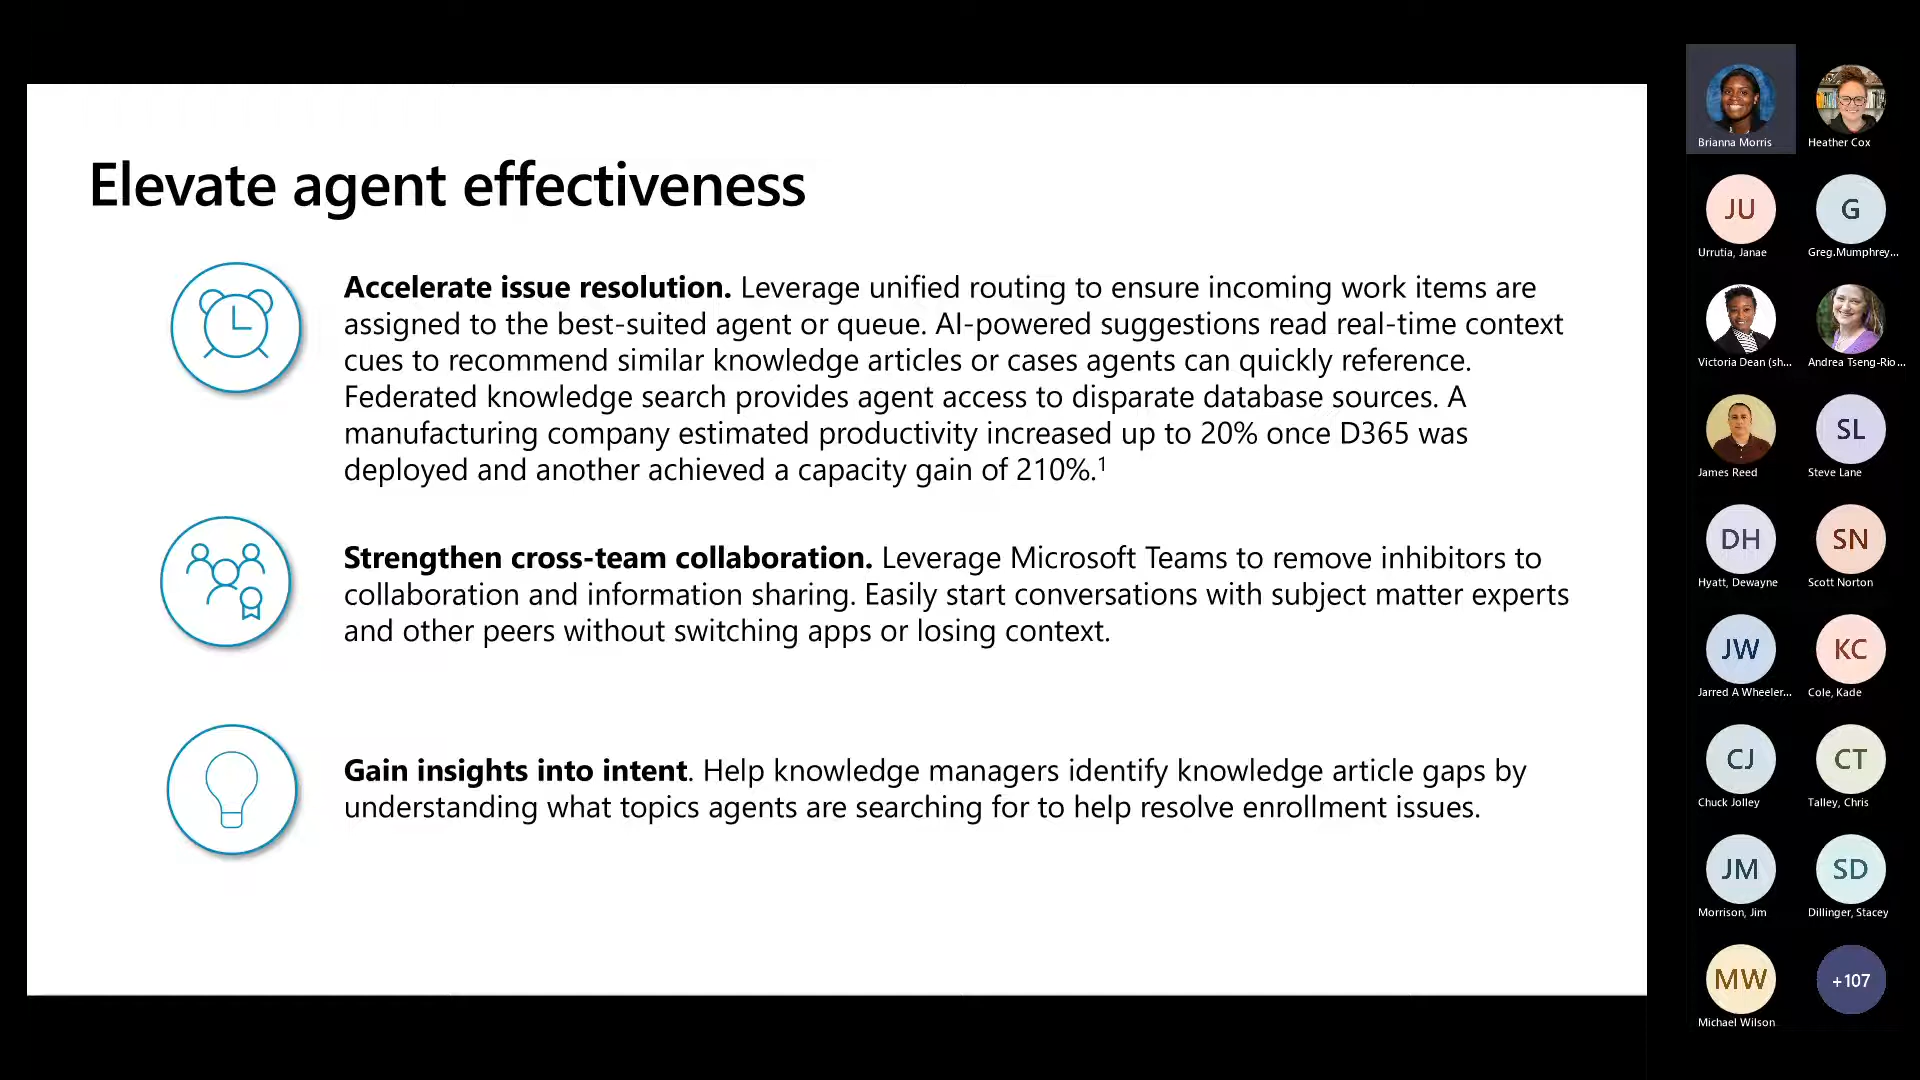 Elevate agent effectiveness
Accelerate issue resolution. Leverage unified routing to ensure incoming work items are
assigned to the best-suited agent or queue. AI-powered suggestions read real-time context
cues to recommend similar knowledge articles or cases agents can quickly reference.
Federated knowledge search provides agent access to disparate database sources. A
manufacturing company estimated productivity increased up to 20% once D365 was
deployed and another achieved a capacity gain of 210%.¹
Strengthen cross-team collaboration. Leverage Microsoft Teams to remove inhibitors to
collaboration and information sharing. Easily start conversations with subject matter experts
and other peers without switching apps or losing context.
Gain insights into intent. Help knowledge managers identify knowledge article gaps by
understanding what topics agents are searching for to help resolve enrollment issues.
Brianna Morris
Heather Cox
JU
Urrutia, Janae
G
Greg.Mumphrey...
Victoria Dean (sh...
Andrea Tseng-Rio...
James Reed
SL
Steve Lane
DH
Hyatt, Dewayne
SN
Scott Norton
JW
Jarred A Wheeler...
KC
Cole, Kade
CJ
Chuck Jolley
CT
Talley, Chris
JM
Morrison, Jim
SD
Dillinger, Stacey
MW
Michael Wilson
+107